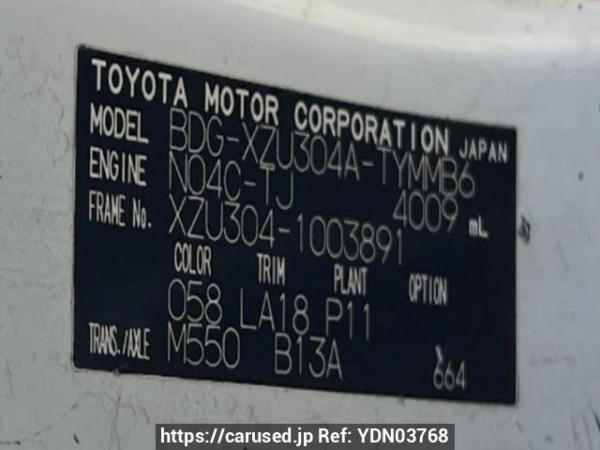 TOYOTA MOTOR CORPORATION JAPAN
MODEL BDG-XZU304A-TYMMB6
ENGINE N04C-TJ 4009 mL
FRAME No. XZU304-1003891
COLOR TRIM PLANT OPTION
058 LA18 P11
TRANS./AXLE M550 B13A 664
https://carused.jp Ref: YDN03768